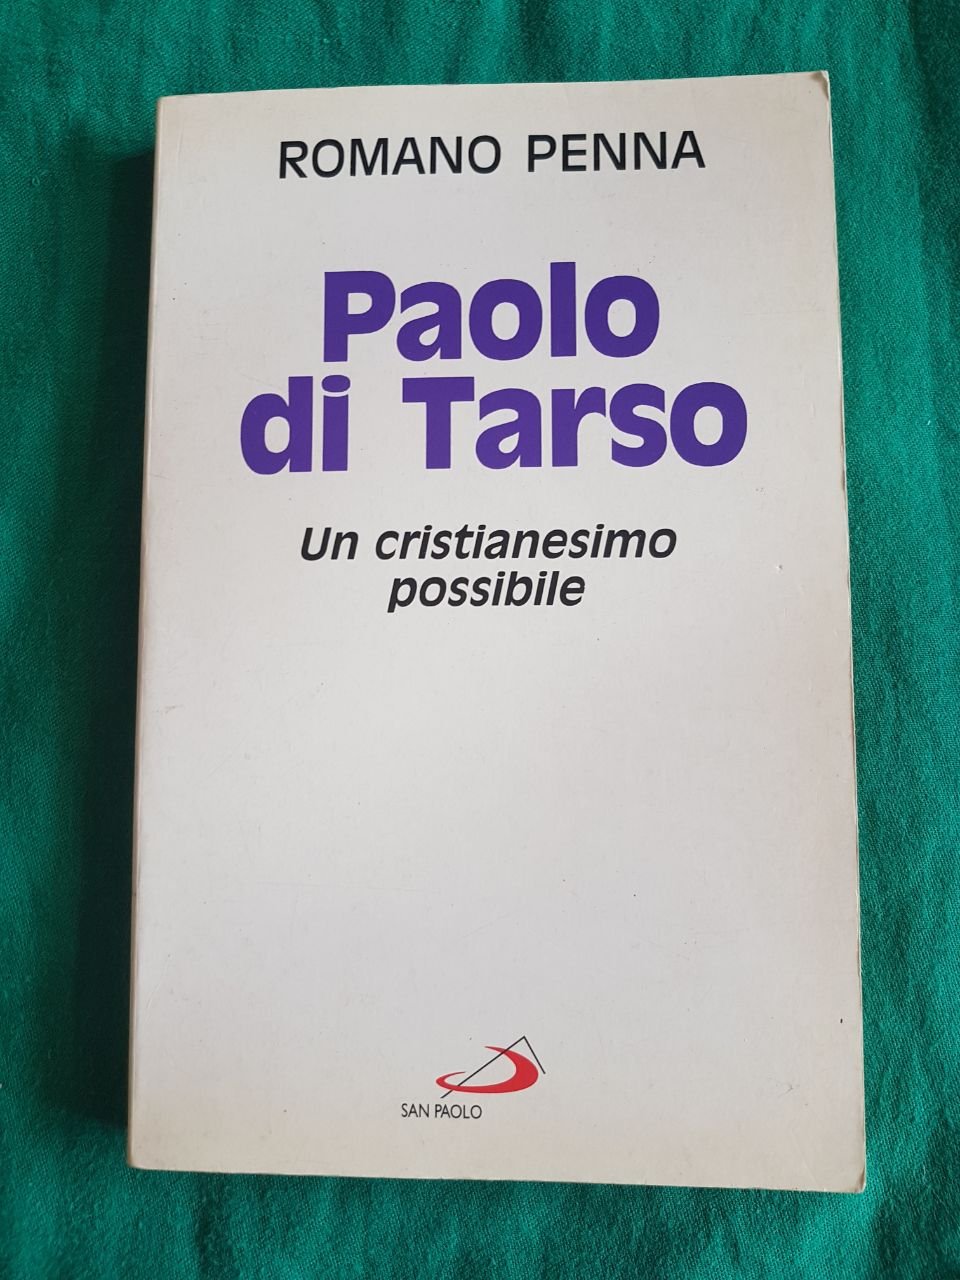 ROMANO PENNA
Paolo
di Tarso
Un cristianesimo
possibile
SAN PAOLO